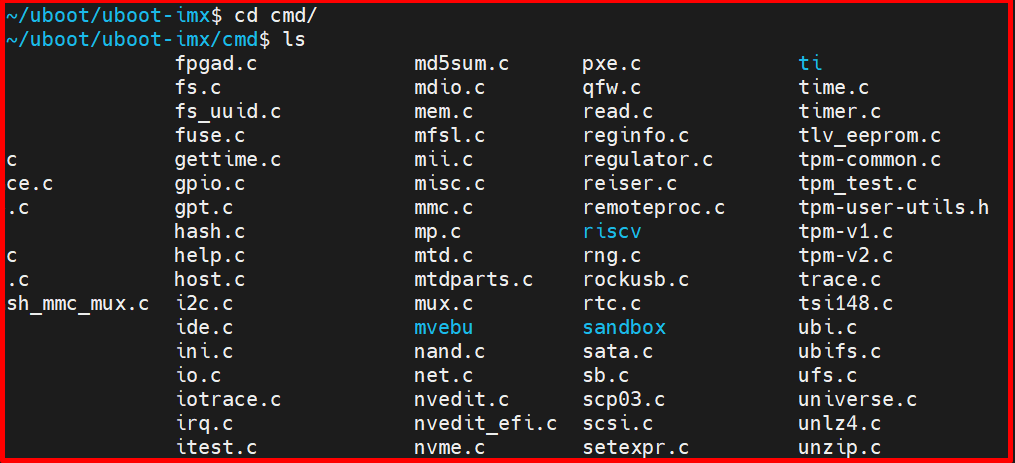 ~/uboot/uboot-imx$ cd cmd/
~/uboot/uboot-imx/cmd$ ls
fpgad.c md5sum.c pxe.c ti
fs.c mdio.c qfw.c time.c
fs_uuid.c mem.c read.c timer.c
fuse.c mfsl.c reginfo.c tlv_eeprom.c
c gettime.c mii.c regulator.c tpm-common.c
ce.c gpio.c misc.c reiser.c tpm_test.c
.c gpt.c mmc.c remoteproc.c tpm-user-utils.h
hash.c mp.c riscv tpm-v1.c
c help.c mtd.c rng.c tpm-v2.c
.c host.c mtdparts.c rockusb.c trace.c
sh_mmc_mux.c i2c.c mux.c rtc.c tsi148.c
ide.c mvebu sandbox ubi.c
ini.c nand.c sata.c ubifs.c
io.c net.c sb.c ufs.c
iotrace.c nvedit.c scp03.c universe.c
irq.c nvedit_efi.c scsi.c unlz4.c
itest.c nvme.c setexpr.c unzip.c